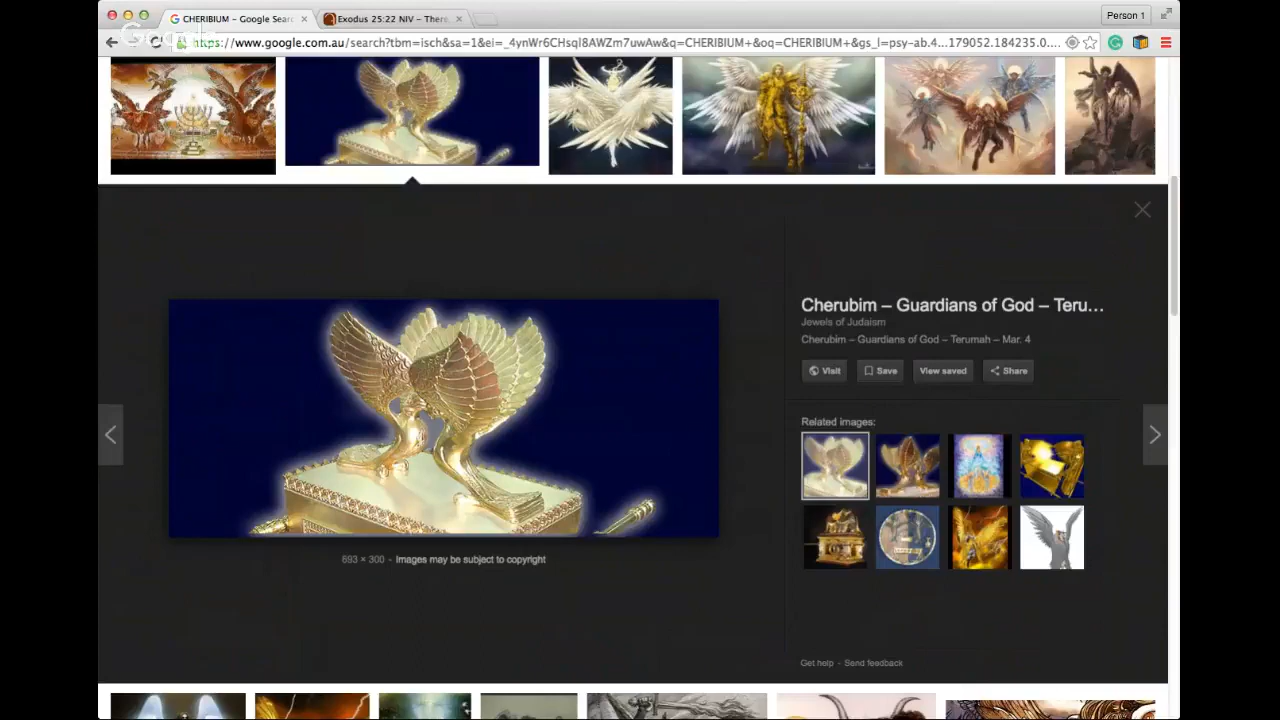 CHERIBIUM - Google Searc
Exodus 25:22 NIV - There,
Person 1
Google
https://www.google.com.au/search?tbm=isch&sa=1&ei=_4ynWr6CHsql8AWZm7uwAw&q=CHERIBIUM+&oq=CHERIBIUM+&gs_l=psy-ab.4...179052.184235.0....
Cherubim – Guardians of God – Teru…
Jewels of Judaism
Cherubim – Guardians of God – Terumah – Mar. 4
Visit
Save
View saved
Share
Related images:
693 × 300 - Images may be subject to copyright
Get help - Send feedback